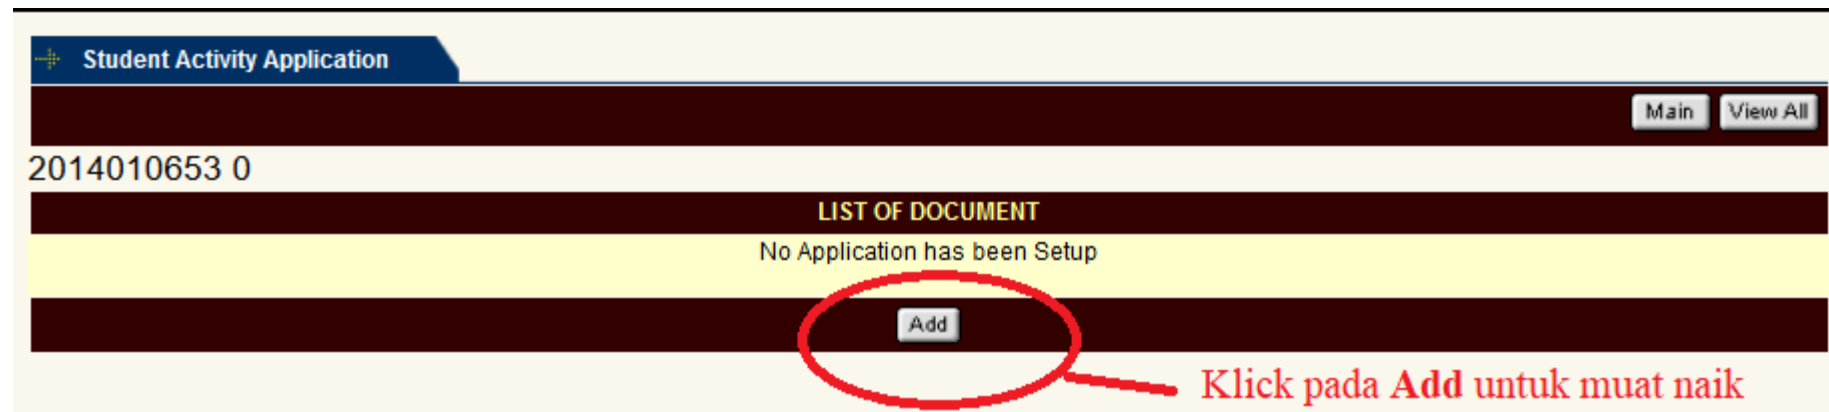 Student Activity Application
Main View All
2014010653 0
LIST OF DOCUMENT
No Application has been Setup
Add
Klick pada Add untuk muat naik